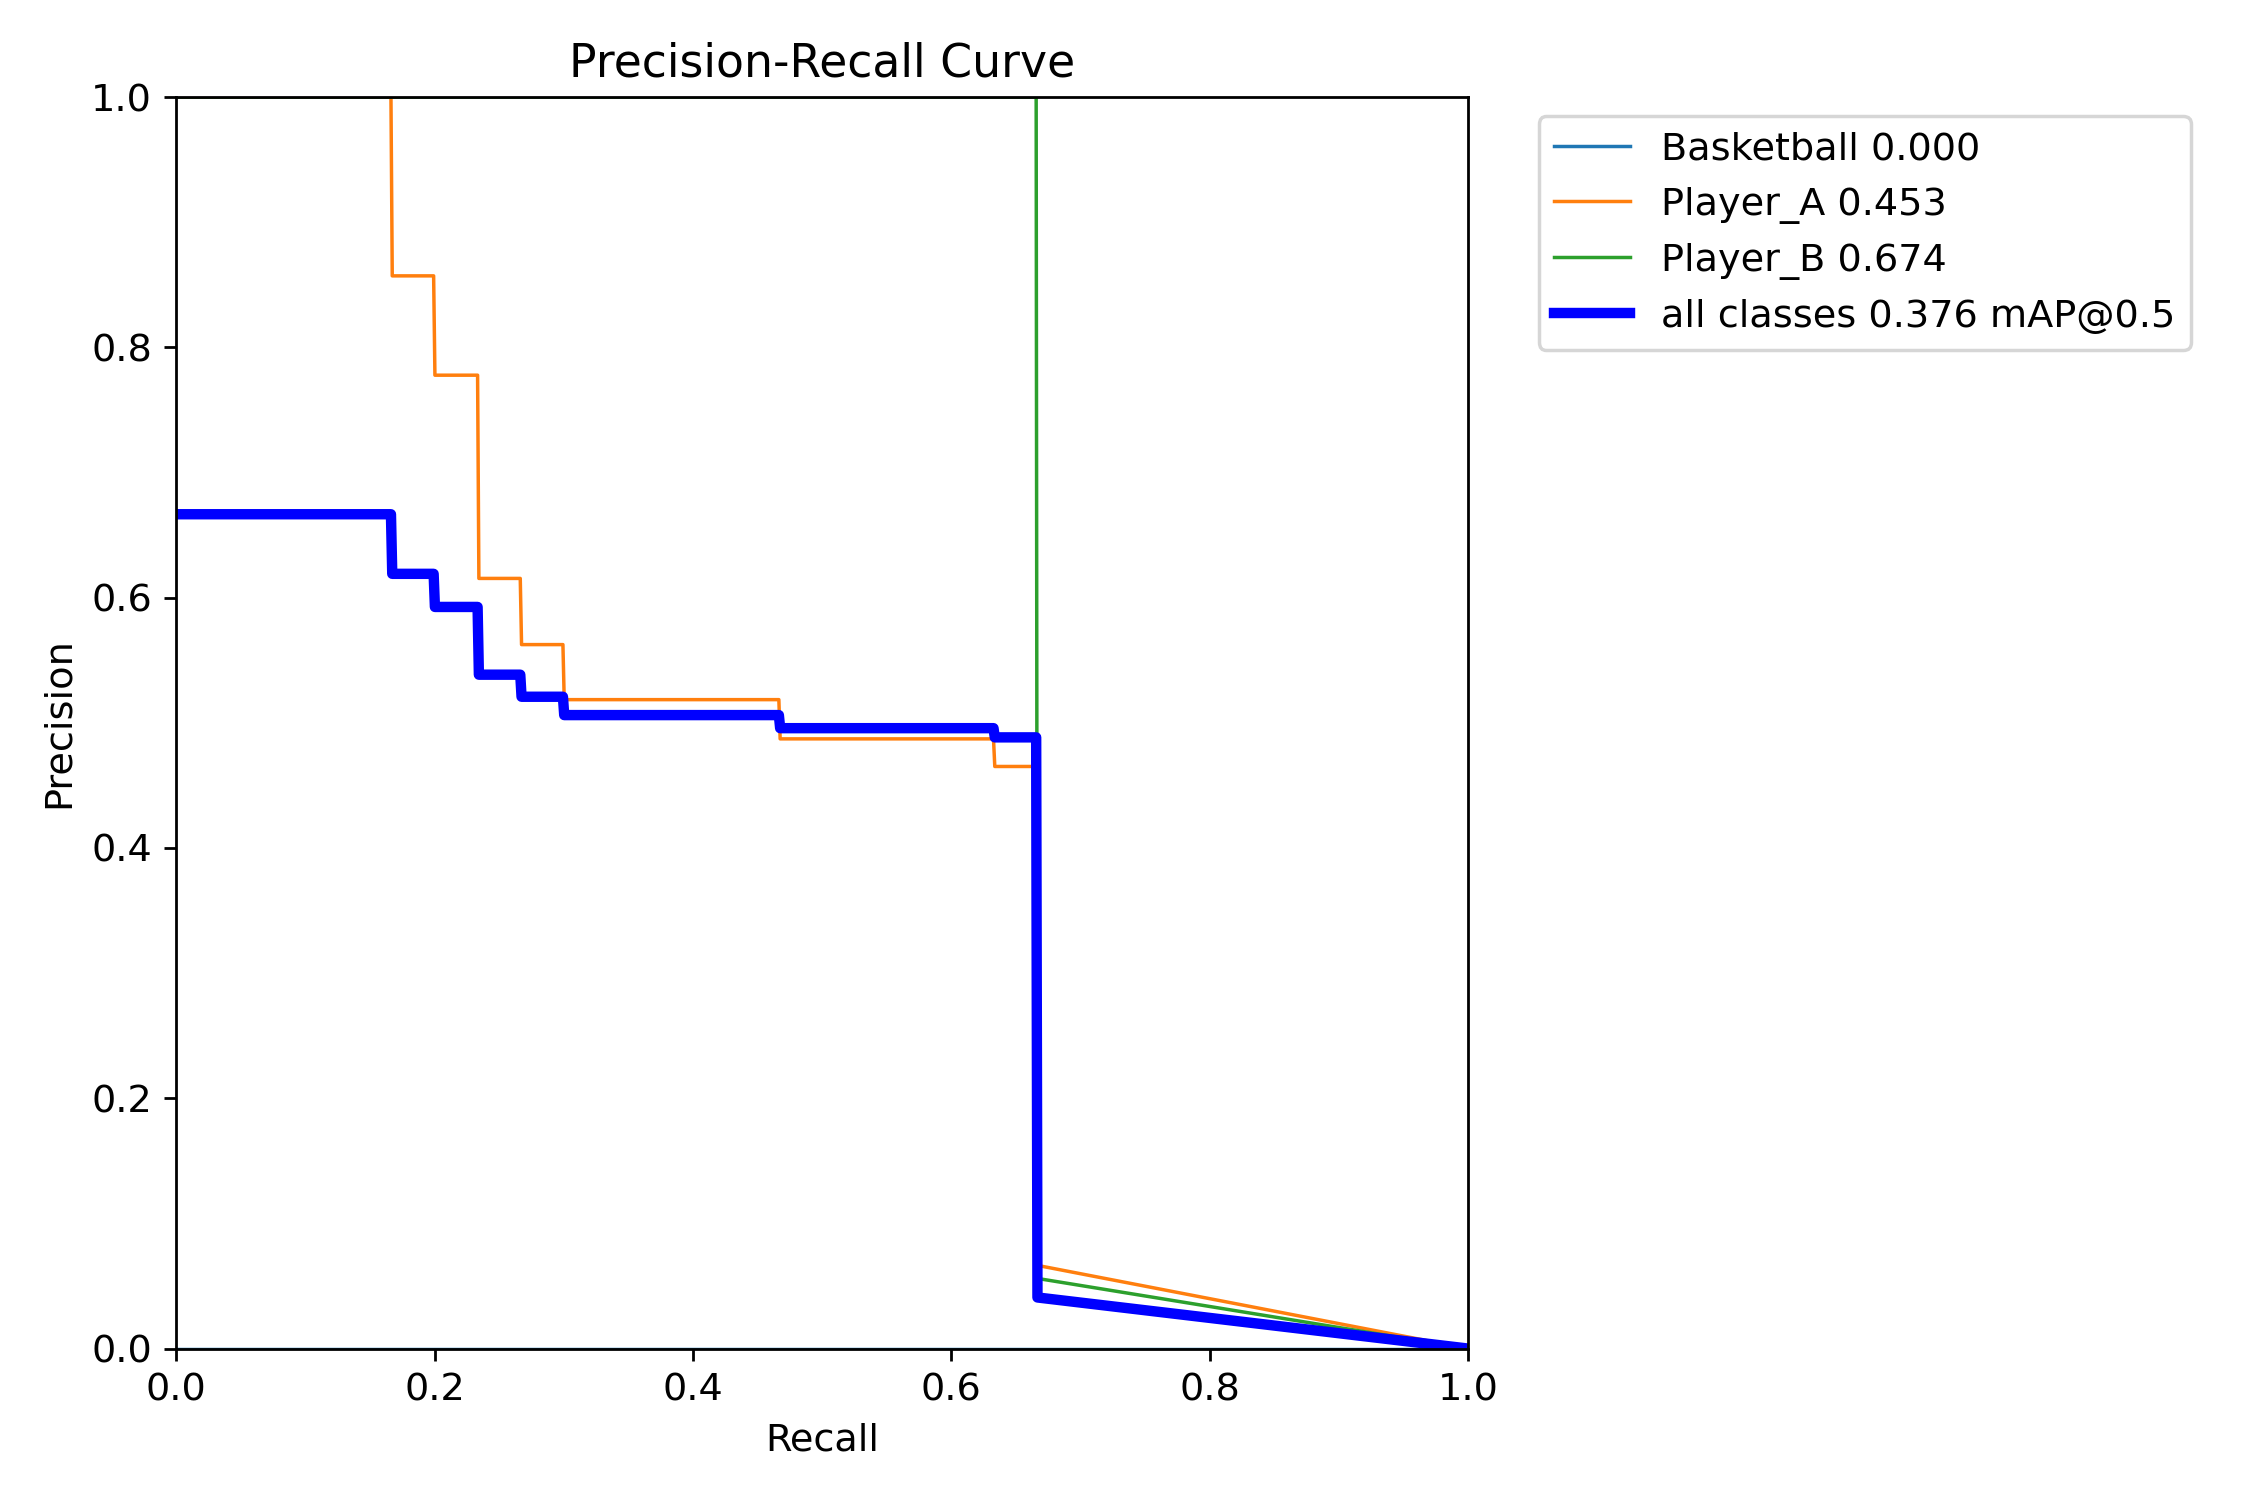 Precision-Recall Curve
1.0
0.8
0.6
0.4
0.2
0.0
Precision
0.0 0.2 0.4 0.6 0.8 1.0
Recall
Basketball 0.000
Player_A 0.453
Player_B 0.674
all classes 0.376 mAP@0.5